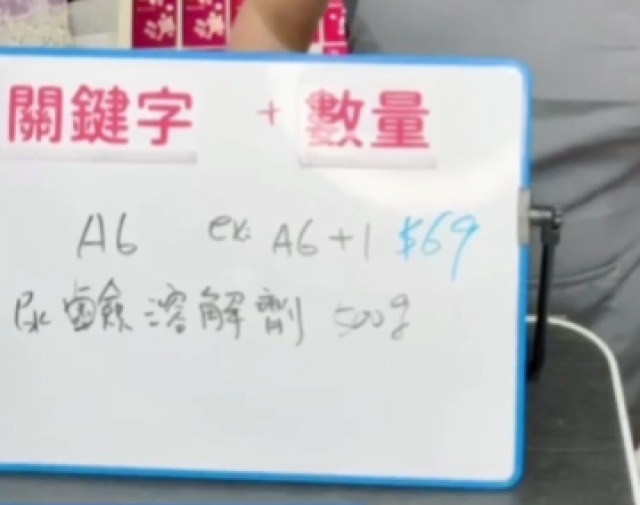 關鍵字 + 數量
A6 ex: A6+1 $69
尿鹼溶解劑 500g